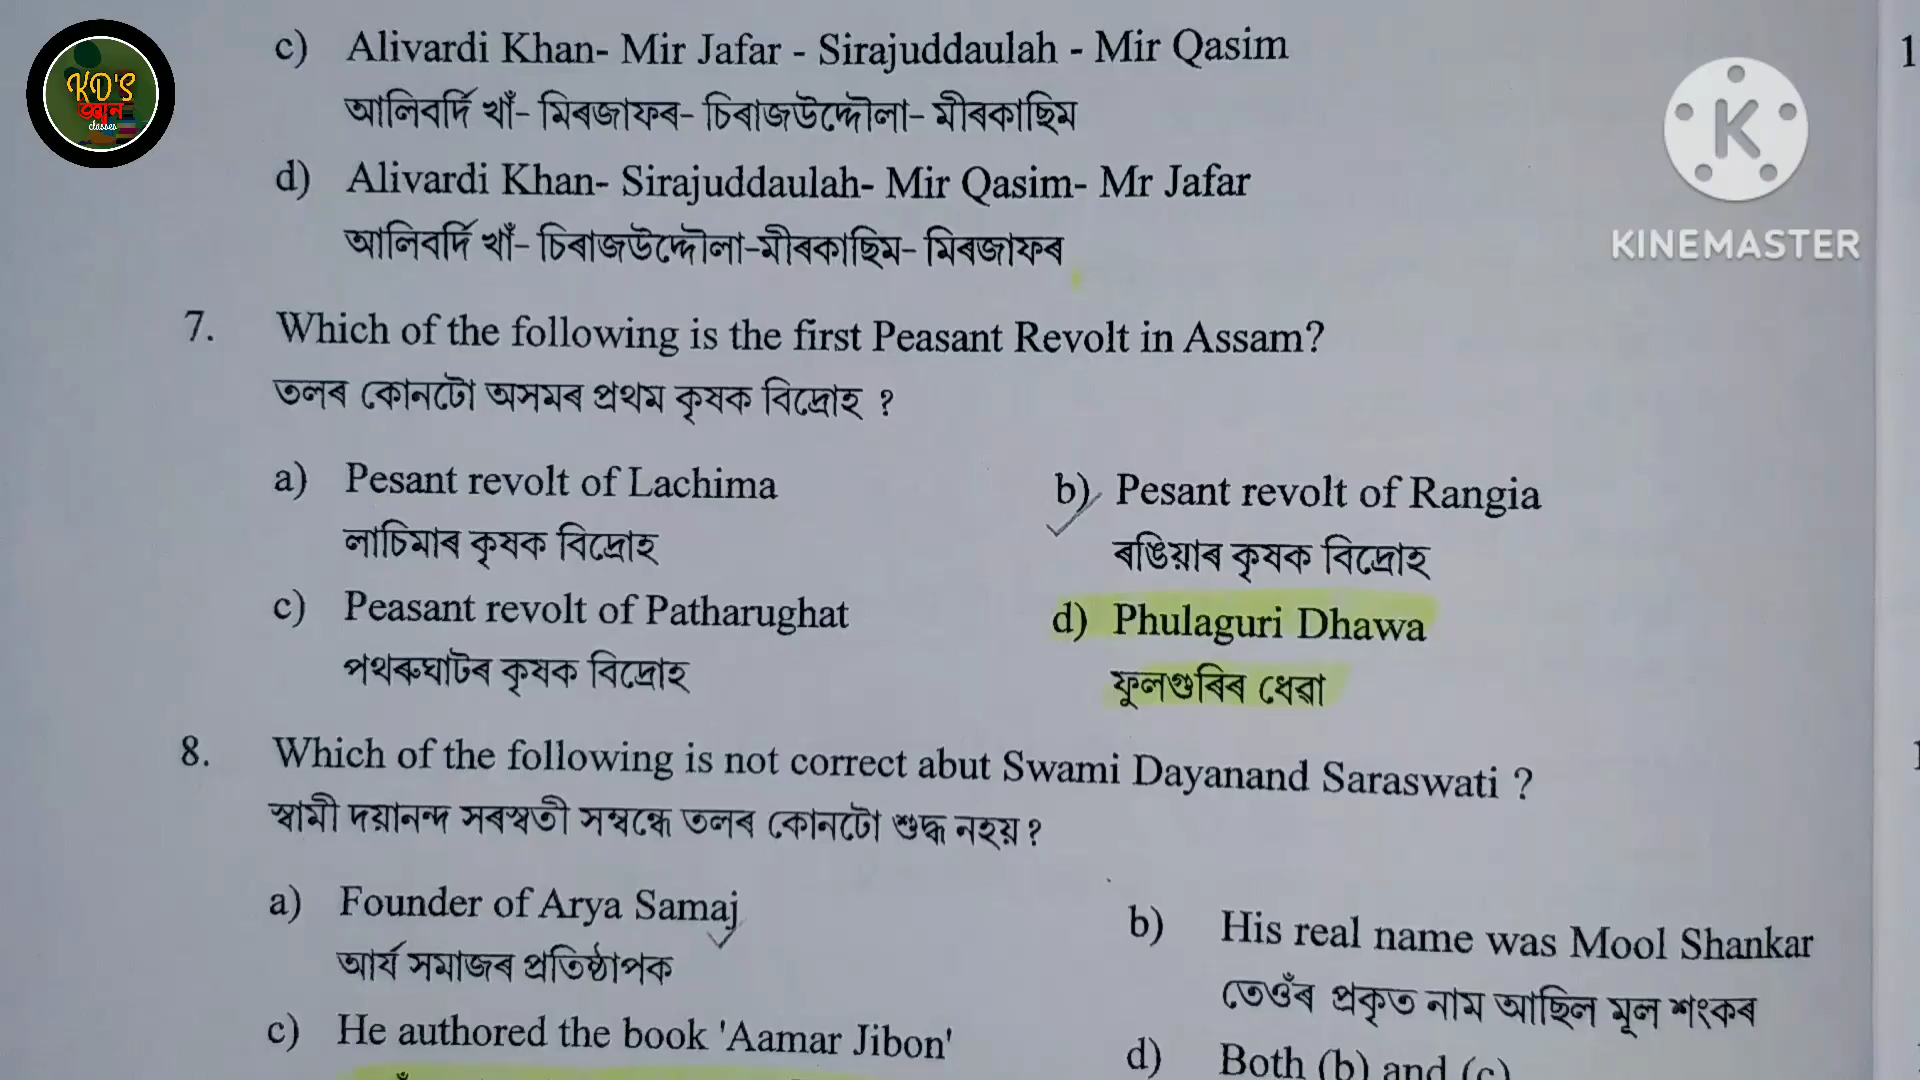 KD'S
জ্ঞান
classes
c) Alivardi Khan- Mir Jafar - Sirajuddaulah - Mir Qasim
আলিবৰ্দি খাঁ- মিৰজাফৰ- চিৰাজউদ্দৌলা- মীৰকাছিম
d) Alivardi Khan- Sirajuddaulah- Mir Qasim- Mr Jafar
আলিবৰ্দি খাঁ- চিৰাজউদ্দৌলা-মীৰকাছিম- মিৰজাফৰ
K
KINEMASTER
7. Which of the following is the first Peasant Revolt in Assam?
তলৰ কোনটো অসমৰ প্ৰথম কৃষক বিদ্ৰোহ ?
a) Pesant revolt of Lachima
লাচিমাৰ কৃষক বিদ্ৰোহ
b) Pesant revolt of Rangia
ৰঙিয়াৰ কৃষক বিদ্ৰোহ
c) Peasant revolt of Patharughat
পথৰুঘাটৰ কৃষক বিদ্ৰোহ
d) Phulaguri Dhawa
ফুলগুৰিৰ ধেৱা
8. Which of the following is not correct abut Swami Dayanand Saraswati ?
স্বামী দয়ানন্দ সৰস্বতী সম্বন্ধে তলৰ কোনটো শুদ্ধ নহয় ?
a) Founder of Arya Samaj
আৰ্য সমাজৰ প্ৰতিষ্ঠাপক
b) His real name was Mool Shankar
তেওঁৰ প্ৰকৃত নাম আছিল মূল শংকৰ
c) He authored the book 'Aamar Jibon'
d) Both (b) and (c)